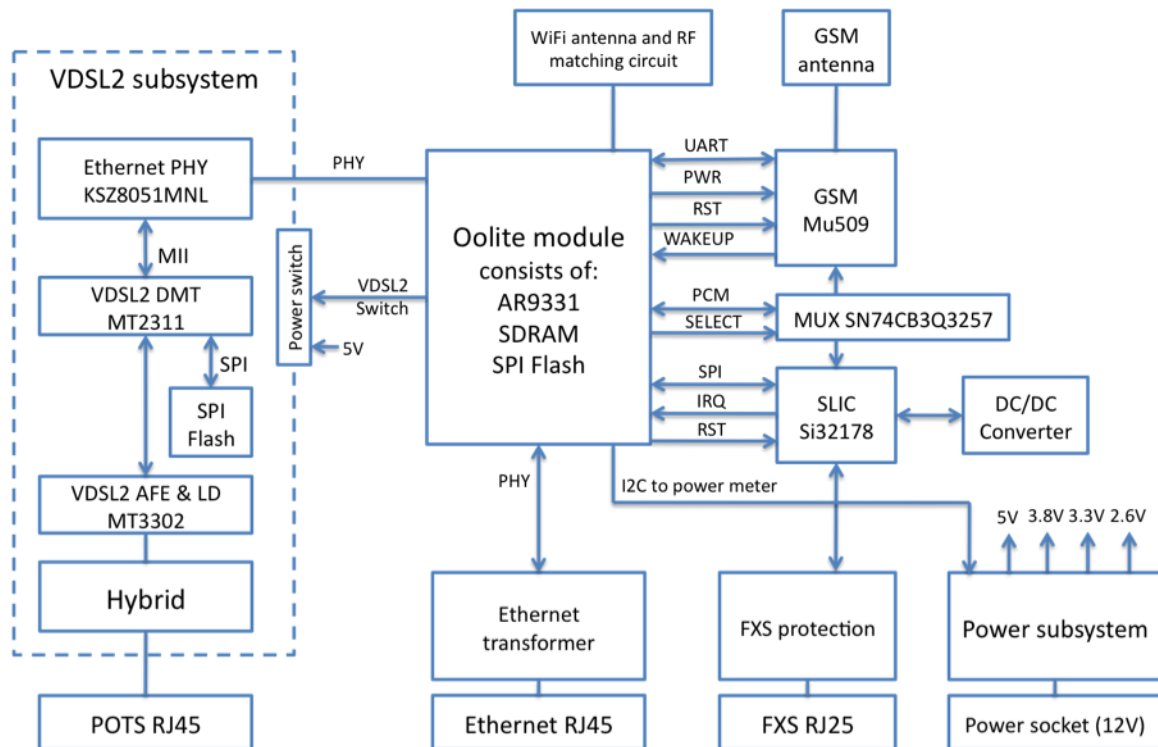 WiFi antenna and RF
matching circuit
GSM
antenna
VDSL2 subsystem
Ethernet PHY
KSZ8051MNL
PHY
MII
VDSL2 DMT
MT2311
SPI
SPI
Flash
VDSL2 AFE & LD
MT3302
Hybrid
POTS RJ45
Power switch
VDSL2
Switch
5V
Oolite module
consists of:
AR9331
SDRAM
SPI Flash
UART
PWR
RST
WAKEUP
PCM
SELECT
SPI
IRQ
RST
GSM
Mu509
MUX SN74CB3Q3257
SLIC
Si32178
DC/DC
Converter
PHY
I2C to power meter
5V
3.8V
3.3V
2.6V
Ethernet
transformer
FXS protection
Power subsystem
Ethernet RJ45
FXS RJ25
Power socket (12V)